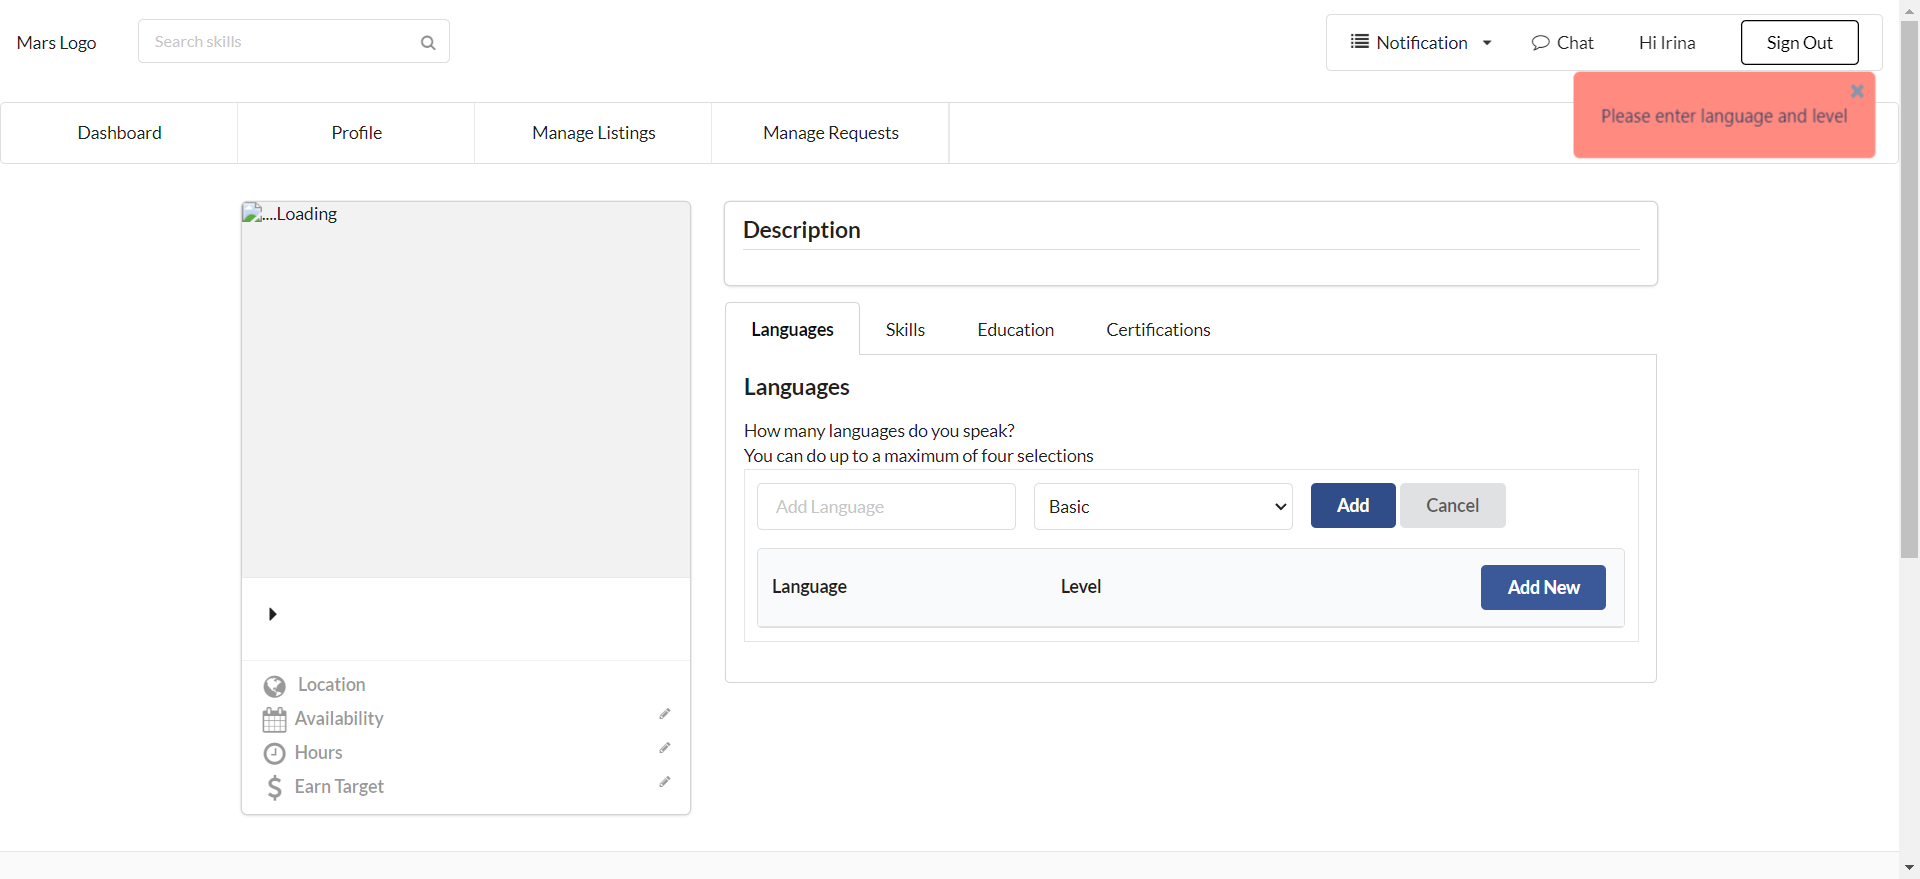 Mars Logo
Search skills
Notification
Chat
Hi Irina
Sign Out
Please enter language and level
Dashboard
Profile
Manage Listings
Manage Requests
....Loading
Description
Languages
Skills
Education
Certifications
Languages
How many languages do you speak?
You can do up to a maximum of four selections
Add Language
Basic
Add
Cancel
Language
Level
Add New
Location
Availability
Hours
Earn Target